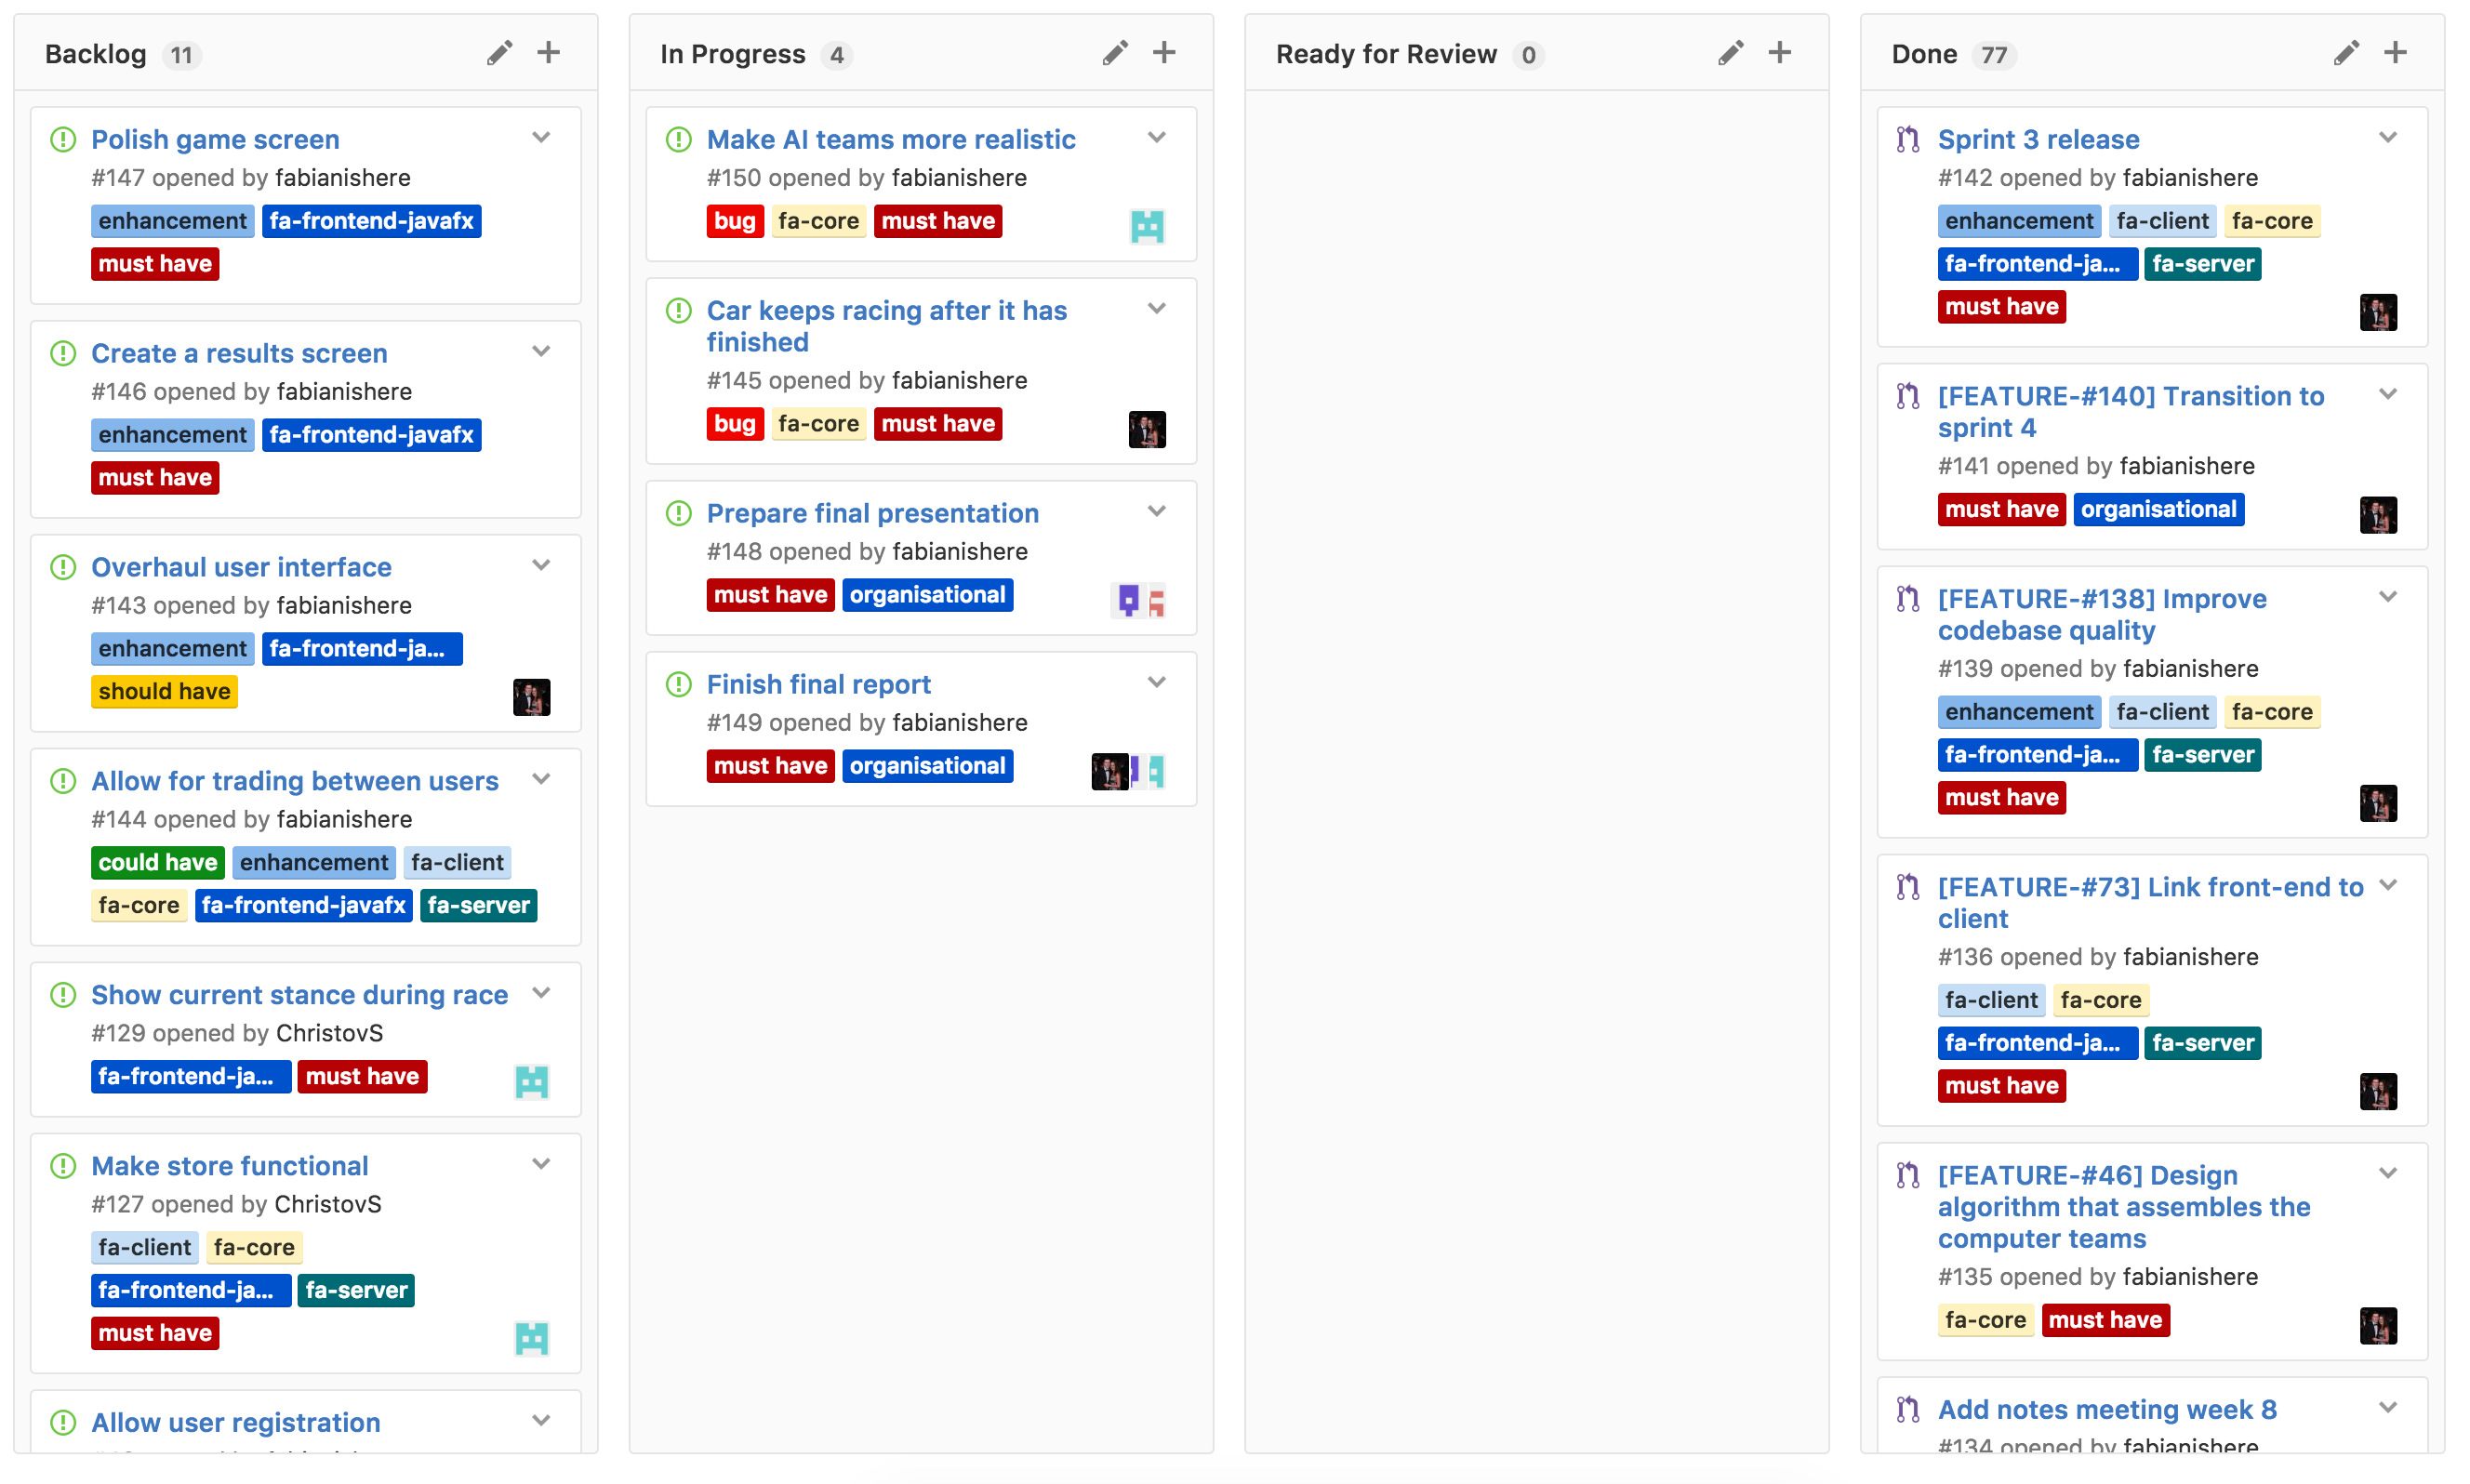 Backlog 11
Polish game screen
#147 opened by fabianishere
enhancement fa-frontend-javafx
must have
Create a results screen
#146 opened by fabianishere
enhancement fa-frontend-javafx
must have
Overhaul user interface
#143 opened by fabianishere
enhancement fa-frontend-ja...
should have
Allow for trading between users
#144 opened by fabianishere
could have enhancement fa-client
fa-core fa-frontend-javafx fa-server
Show current stance during race
#129 opened by ChristovS
fa-frontend-ja... must have
Make store functional
#127 opened by ChristovS
fa-client fa-core
fa-frontend-ja... fa-server
must have
Allow user registration
In Progress 4
Make AI teams more realistic
#150 opened by fabianishere
bug fa-core must have
Car keeps racing after it has
finished
#145 opened by fabianishere
bug fa-core must have
Prepare final presentation
#148 opened by fabianishere
must have organisational
Finish final report
#149 opened by fabianishere
must have organisational
Ready for Review 0
Done 77
Sprint 3 release
#142 opened by fabianishere
enhancement fa-client fa-core
fa-frontend-ja... fa-server
must have
[FEATURE-#140] Transition to
sprint 4
#141 opened by fabianishere
must have organisational
[FEATURE-#138] Improve
codebase quality
#139 opened by fabianishere
enhancement fa-client fa-core
fa-frontend-ja... fa-server
must have
[FEATURE-#73] Link front-end to
client
#136 opened by fabianishere
fa-client fa-core
fa-frontend-ja... fa-server
must have
[FEATURE-#46] Design
algorithm that assembles the
computer teams
#135 opened by fabianishere
fa-core must have
Add notes meeting week 8
#134 opened by fabianishere